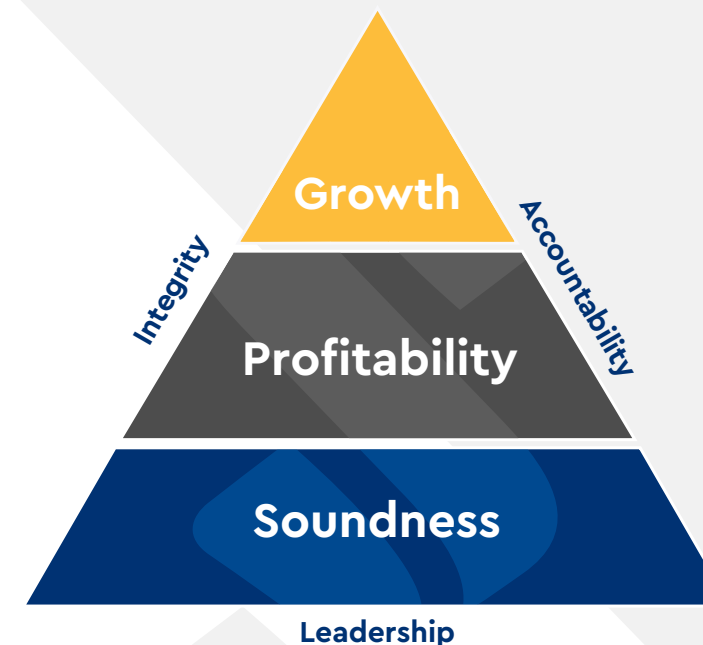 Growth
Integrity
Accountability
Profitability
Soundness
Leadership